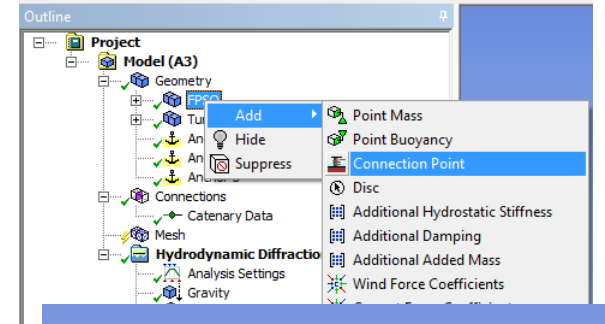 Outline
Project
Model (A3)
Geometry
FPSO
Add
Point Mass
Hide
Point Buoyancy
Suppress
Connection Point
Disc
Connections
Additional Hydrostatic Stiffness
Catenary Data
Additional Damping
Mesh
Additional Added Mass
Hydrodynamic Diffractio
Wind Force Coefficients
Analysis Settings
Gravity